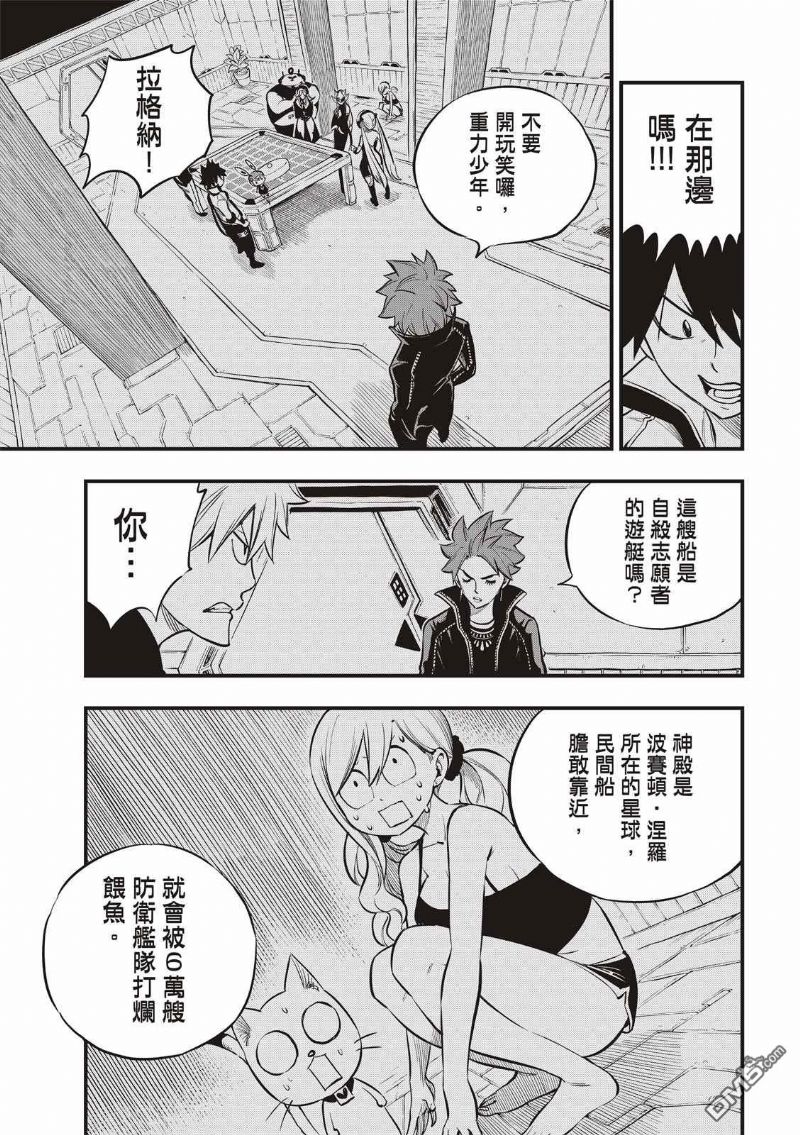 在那邊
嗎!!!
不要
開玩笑囉，
重力少年。
拉格納！
這艘船是
自殺志願者
的遊艇嗎？
你…
神殿是
波賽頓·涅羅
所在的星球，
民間船
膽敢靠近，
就會被6萬艘
防衛艦隊打爛
餵魚。
DM5.com